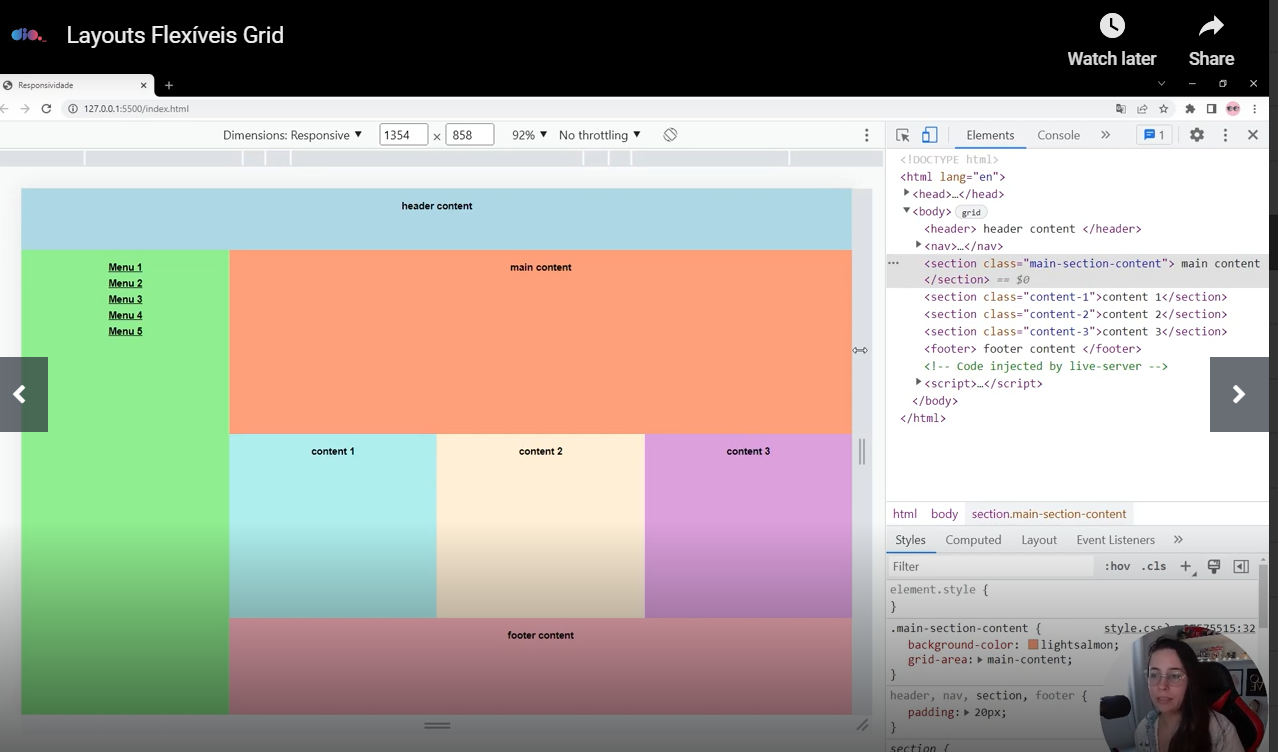 dio.
Layouts Flexíveis Grid
Watch later
Share
Responsividade
127.0.0.1:5500/index.html
Dimensions: Responsive
1354 × 858
92%
No throttling
Elements
Console
1
header content
Menu 1
Menu 2
Menu 3
Menu 4
Menu 5
main content
content 1
content 2
content 3
footer content
<!DOCTYPE html>
<html lang="en">
<head>…</head>
<body> grid
<header> header content </header>
<nav>…</nav>
<section class="main-section-content"> main content
</section> == $0
<section class="content-1">content 1</section>
<section class="content-2">content 2</section>
<section class="content-3">content 3</section>
<footer> footer content </footer>
<!-- Code injected by live-server -->
<script>…</script>
</body>
</html>
html body section.main-section-content
Styles Computed Layout Event Listeners
Filter :hov .cls
element.style {
}
.main-section-content {
background-color: lightsalmon;
grid-area: main-content;
}
header, nav, section, footer {
padding: 20px;
}
section {